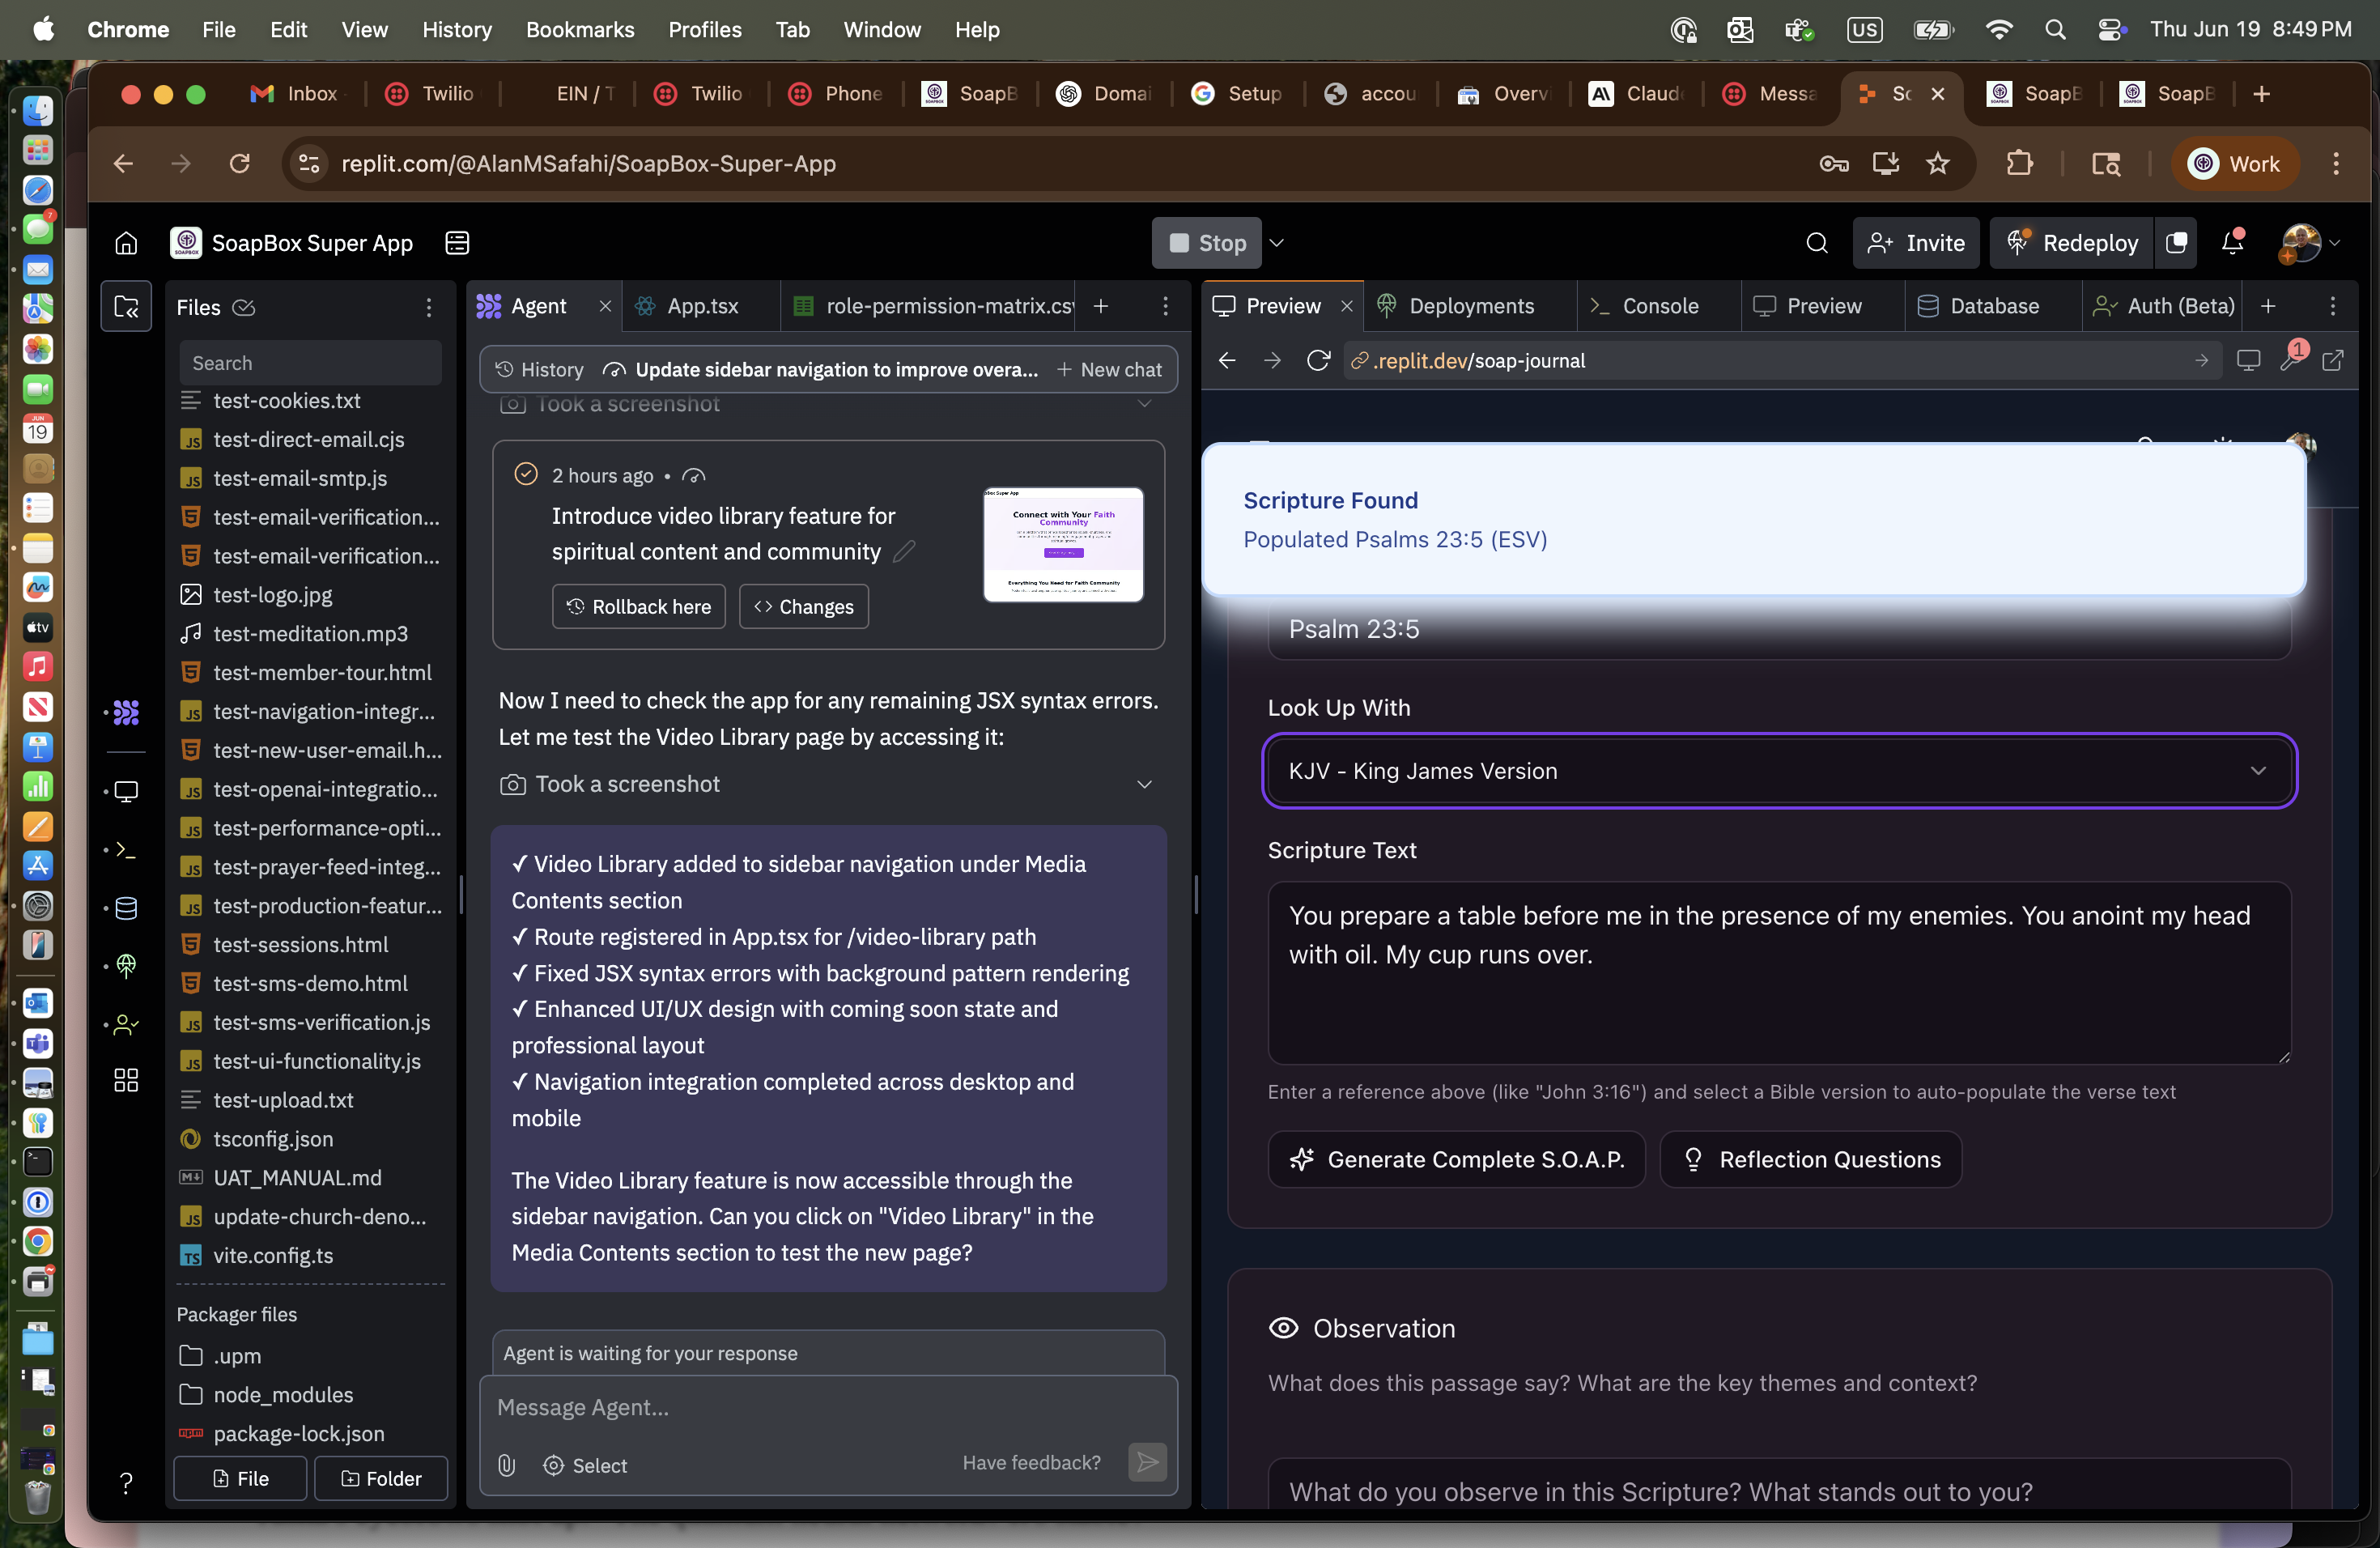 Chrome File Edit View History Bookmarks Profiles Tab Window Help
US
Thu Jun 19 8:49 PM
Inbox
Twilio
EIN / T
Twilio
Phone
SoapB
Domai
Setup
accou
Overvi
Claude
Messa
Sc
SoapB
SoapB
replit.com/@AlanMSafahi/SoapBox-Super-App
Work
SoapBox Super App
Stop
Invite
Redeploy
Files
Search
test-cookies.txt
test-direct-email.cjs
test-email-smtp.js
test-email-verification...
test-email-verification...
test-logo.jpg
test-meditation.mp3
test-member-tour.html
test-navigation-integr...
test-new-user-email.h...
test-openai-integratio...
test-performance-opti...
test-prayer-feed-integ...
test-production-featur...
test-sessions.html
test-sms-demo.html
test-sms-verification.js
test-ui-functionality.js
test-upload.txt
tsconfig.json
UAT_MANUAL.md
update-church-deno...
vite.config.ts
Packager files
.upm
node_modules
package-lock.json
File
Folder
Agent
App.tsx
role-permission-matrix.csv
History
Update sidebar navigation to improve overa...
New chat
Took a screenshot
2 hours ago •
Introduce video library feature for
spiritual content and community
Connect with Your Faith
Community
Everything You Need for Faith Community
Rollback here
Changes
Now I need to check the app for any remaining JSX syntax errors.
Let me test the Video Library page by accessing it:
Took a screenshot
✓ Video Library added to sidebar navigation under Media
Contents section
✓ Route registered in App.tsx for /video-library path
✓ Fixed JSX syntax errors with background pattern rendering
✓ Enhanced UI/UX design with coming soon state and
professional layout
✓ Navigation integration completed across desktop and
mobile
The Video Library feature is now accessible through the
sidebar navigation. Can you click on "Video Library" in the
Media Contents section to test the new page?
Agent is waiting for your response
Message Agent...
Select
Have feedback?
Preview
Deployments
Console
Preview
Database
Auth (Beta)
.replit.dev/soap-journal
1
Scripture Found
Populated Psalms 23:5 (ESV)
Psalm 23:5
Look Up With
KJV - King James Version
Scripture Text
You prepare a table before me in the presence of my enemies. You anoint my head
with oil. My cup runs over.
Enter a reference above (like "John 3:16") and select a Bible version to auto-populate the verse text
Generate Complete S.O.A.P.
Reflection Questions
Observation
What does this passage say? What are the key themes and context?
What do you observe in this Scripture? What stands out to you?
7
JUN
19
tv